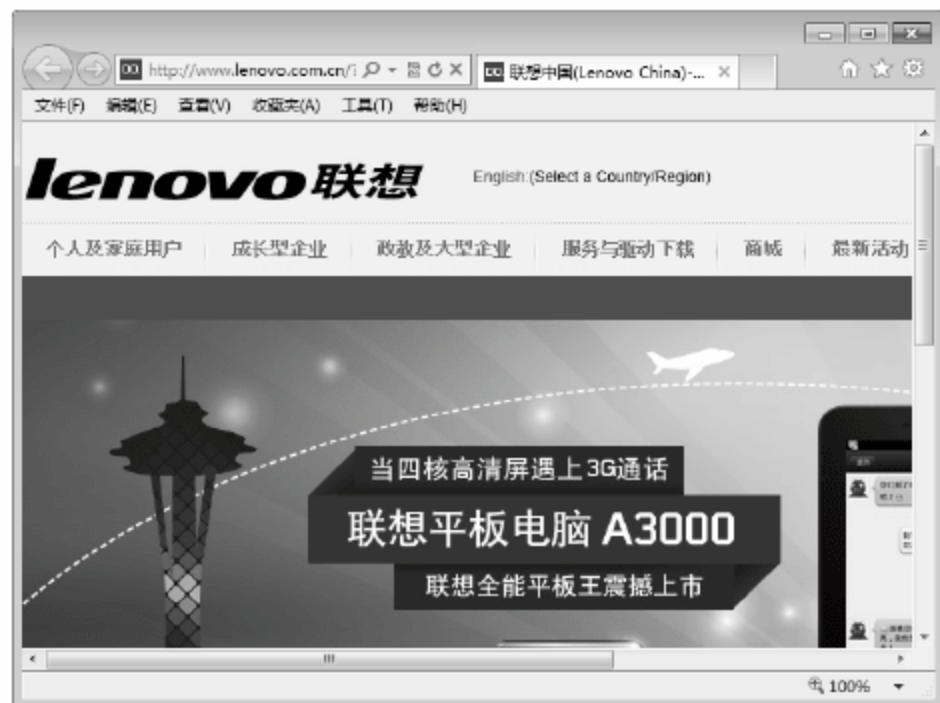 http://www.lenovo.com.cn/i
联想中国(Lenovo China)-...
文件(F) 编辑(E) 查看(V) 收藏夹(A) 工具(T) 帮助(H)
lenovo联想
English:(Select a Country/Region)
个人及家庭用户 成长型企业 政教及大型企业 服务与驱动下载 商城 最新活动
当四核高清屏遇上3G通话
联想平板电脑 A3000
联想全能平板王震撼上市
100%